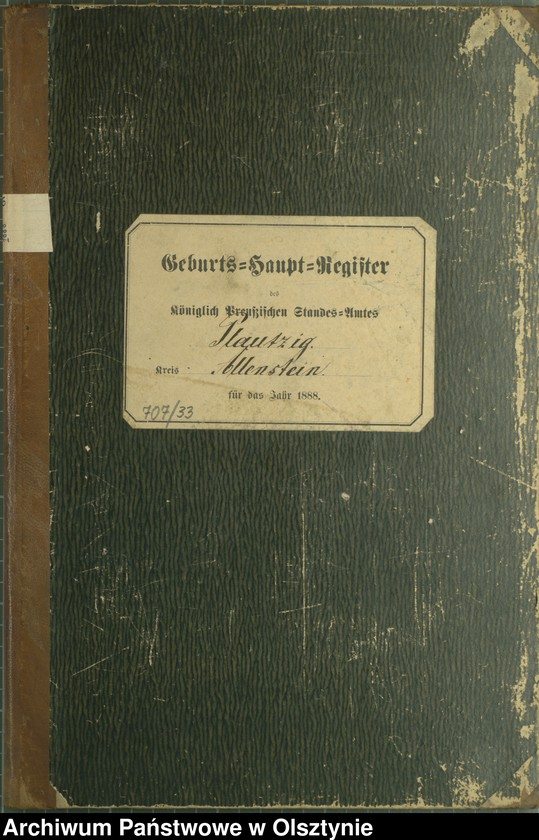 Geburts-Haupt-Register
des
Königlich Preußischen Standes-Amtes
Plautzig.
Kreis Allenstein.
für das Jahr 1888.
707/33
Archiwum Państwowe w Olsztynie